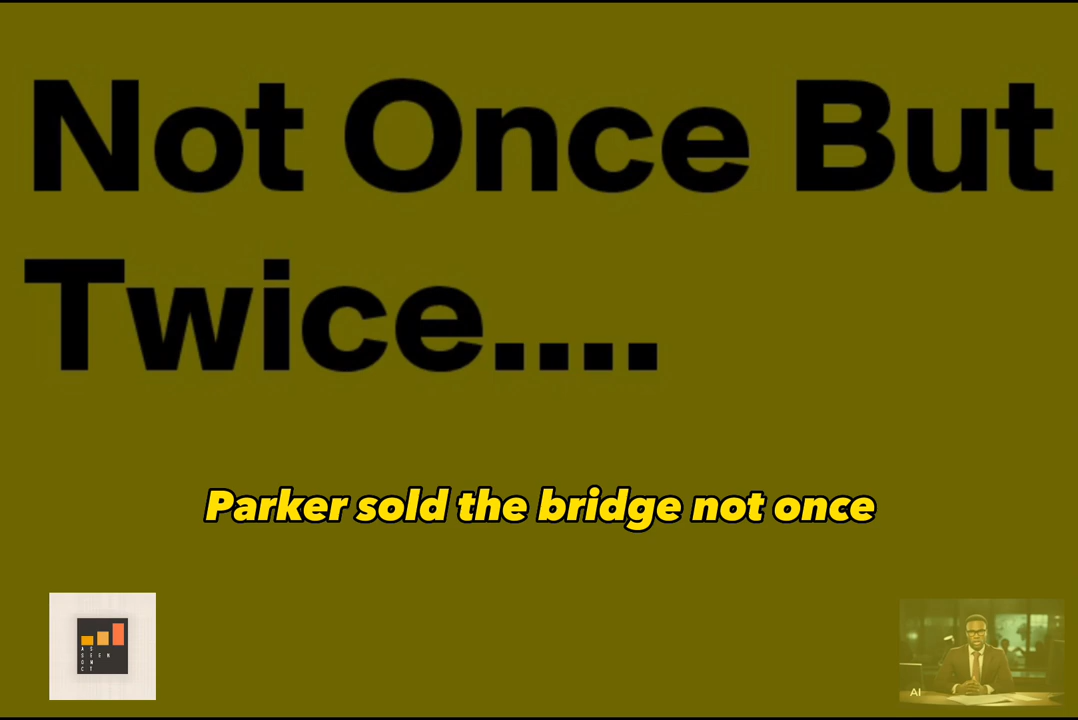 Not Once But
Twice....
Parker sold the bridge not once
AI